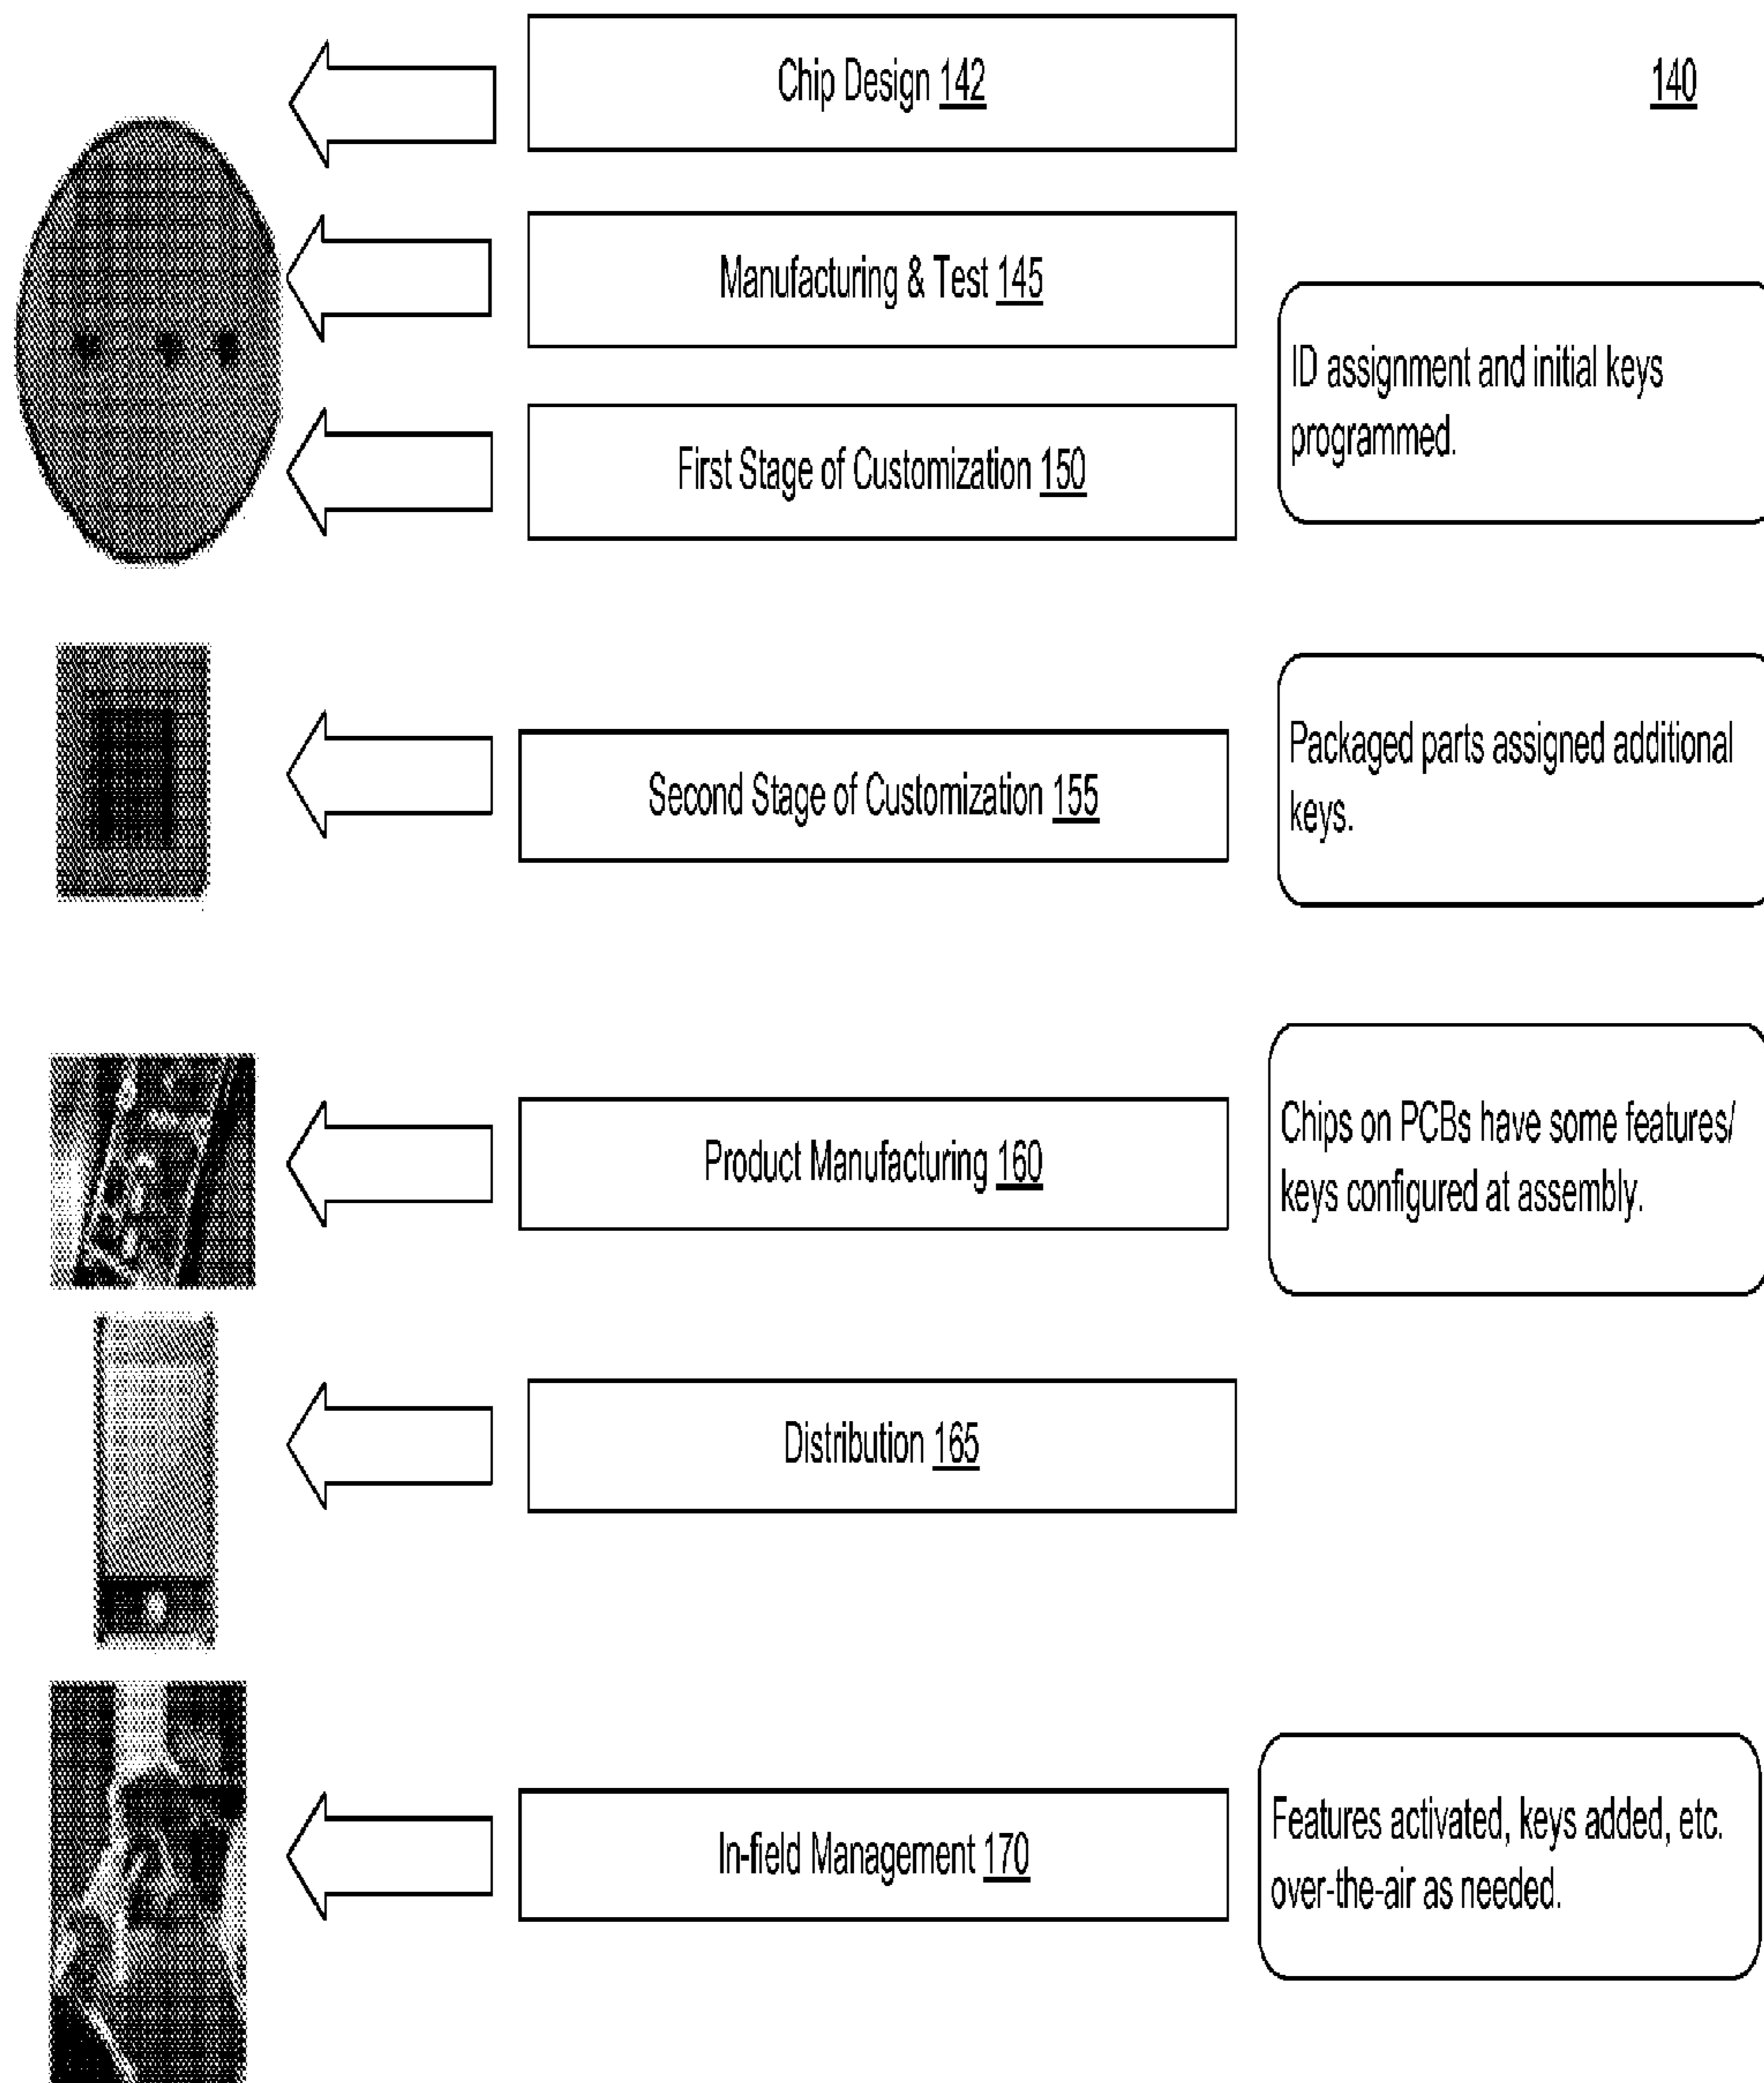 Chip Design 142
140
Manufacturing & Test 145
ID assignment and initial keys
programmed.
First Stage of Customization 150
Second Stage of Customization 155
Packaged parts assigned additional
keys.
Product Manufacturing 160
Chips on PCBs have some features/
keys configured at assembly.
Distribution 165
In-field Management 170
Features activated, keys added, etc.
over-the-air as needed.